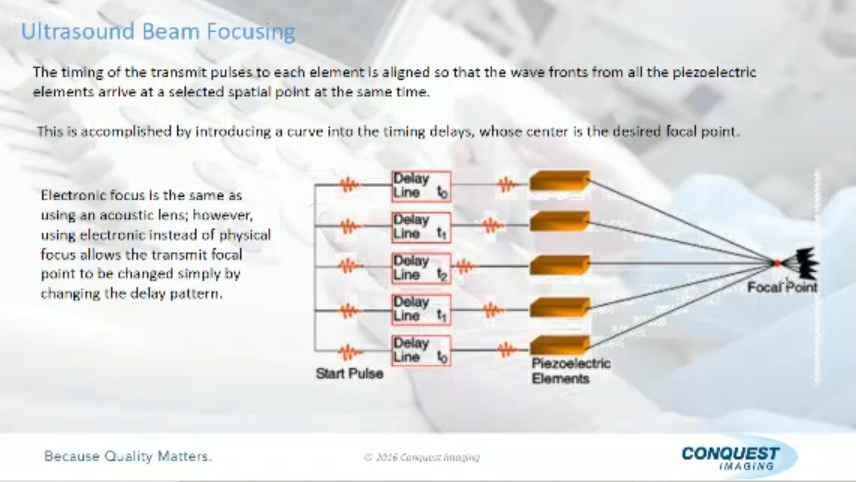 Ultrasound Beam Focusing
The timing of the transmit pulses to each element is aligned so that the wave fronts from all the piezoelectric
elements arrive at a selected spatial point at the same time.
This is accomplished by introducing a curve into the timing delays, whose center is the desired focal point.
Electronic focus is the same as
using an acoustic lens; however,
using electronic instead of physical
focus allows the transmit focal
point to be changed simply by
changing the delay pattern.
Delay
Line t0
Delay
Line t1
Delay
Line t2
Delay
Line t1
Delay
Line t0
Start Pulse
Piezoelectric
Elements
Focal Point
Because Quality Matters.
© 2016 Conquest Imaging
CONQUEST
IMAGING